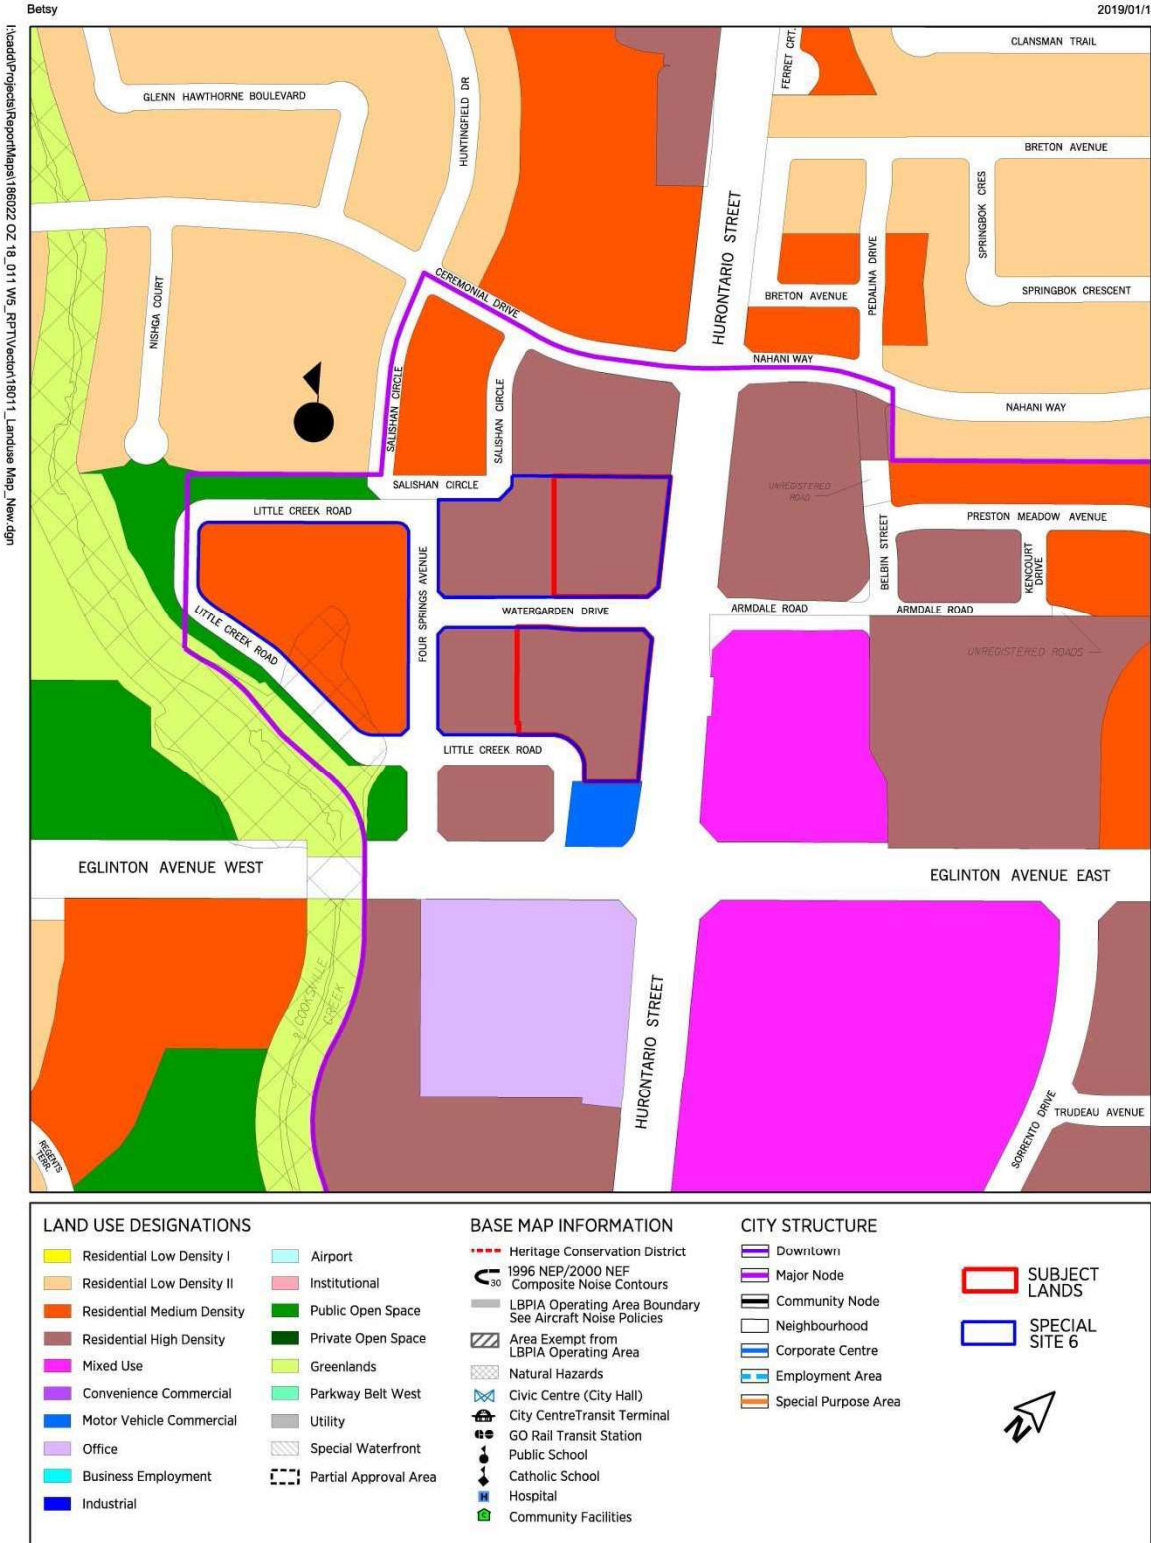 Betsy
2019/01/1
I:\cadd\Projects\ReportMaps\186022 OZ 18_011 W5_RPT\Vector\18011_Landuse Map_New.dgn
CLANSMAN TRAIL
FERRET CRT.
GLENN HAWTHORNE BOULEVARD
HUNTINGFIELD DR
BRETON AVENUE
SPRINGBOK CRES
HURONTARIO STREET
PEDALINA DRIVE
CEREMONIAL DRIVE
NISHGA COURT
BRETON AVENUE
SPRINGBOK CRESCENT
NAHANI WAY
SALISHAN CIRCLE
SALISHAN CIRCLE
NAHANI WAY
SALISHAN CIRCLE
UNREGISTERED
ROAD
LITTLE CREEK ROAD
PRESTON MEADOW AVENUE
BELBIN STREET
KENCOURT
DRIVE
FOUR SPRINGS AVENUE
WATERGARDEN DRIVE
ARMDALE ROAD
ARMDALE ROAD
LITTLE CREEK ROAD
UNREGISTERED ROADS
LITTLE CREEK ROAD
EGLINTON AVENUE WEST
EGLINTON AVENUE EAST
COOKSVILLE
CREEK
HURONTARIO STREET
SORRENTO DRIVE
TRUDEAU AVENUE
REGENTS
TERR.
LAND USE DESIGNATIONS
Residential Low Density I
Residential Low Density II
Residential Medium Density
Residential High Density
Mixed Use
Convenience Commercial
Motor Vehicle Commercial
Office
Business Employment
Industrial
Airport
Institutional
Public Open Space
Private Open Space
Greenlands
Parkway Belt West
Utility
Special Waterfront
Partial Approval Area
BASE MAP INFORMATION
Heritage Conservation District
30
1996 NEP/2000 NEF
Composite Noise Contours
LBPIA Operating Area Boundary
See Aircraft Noise Policies
Area Exempt from
LBPIA Operating Area
Natural Hazards
Civic Centre (City Hall)
City CentreTransit Terminal
GO Rail Transit Station
Public School
Catholic School
H
Hospital
C
Community Facilities
CITY STRUCTURE
Downtown
Major Node
Community Node
Neighbourhood
Corporate Centre
Employment Area
Special Purpose Area
SUBJECT
LANDS
SPECIAL
SITE 6
N